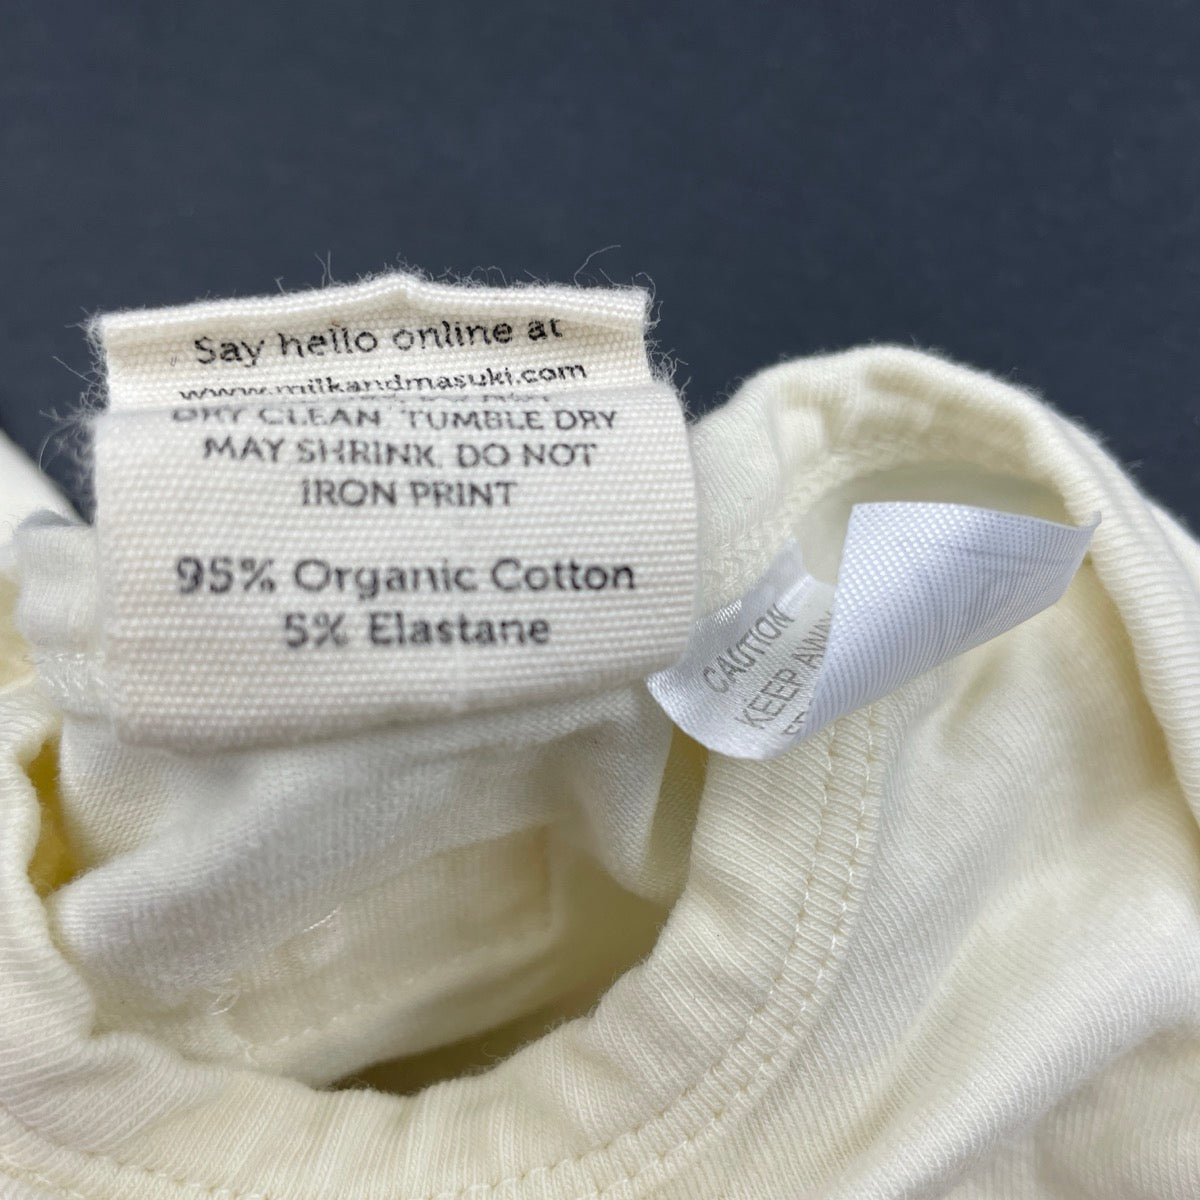 Say hello online at
www.milkandmasuki.com
DRY CLEAN TUMBLE DRY
MAY SHRINK. DO NOT
IRON PRINT
95% Organic Cotton
5% Elastane
CAUTION
KEEP